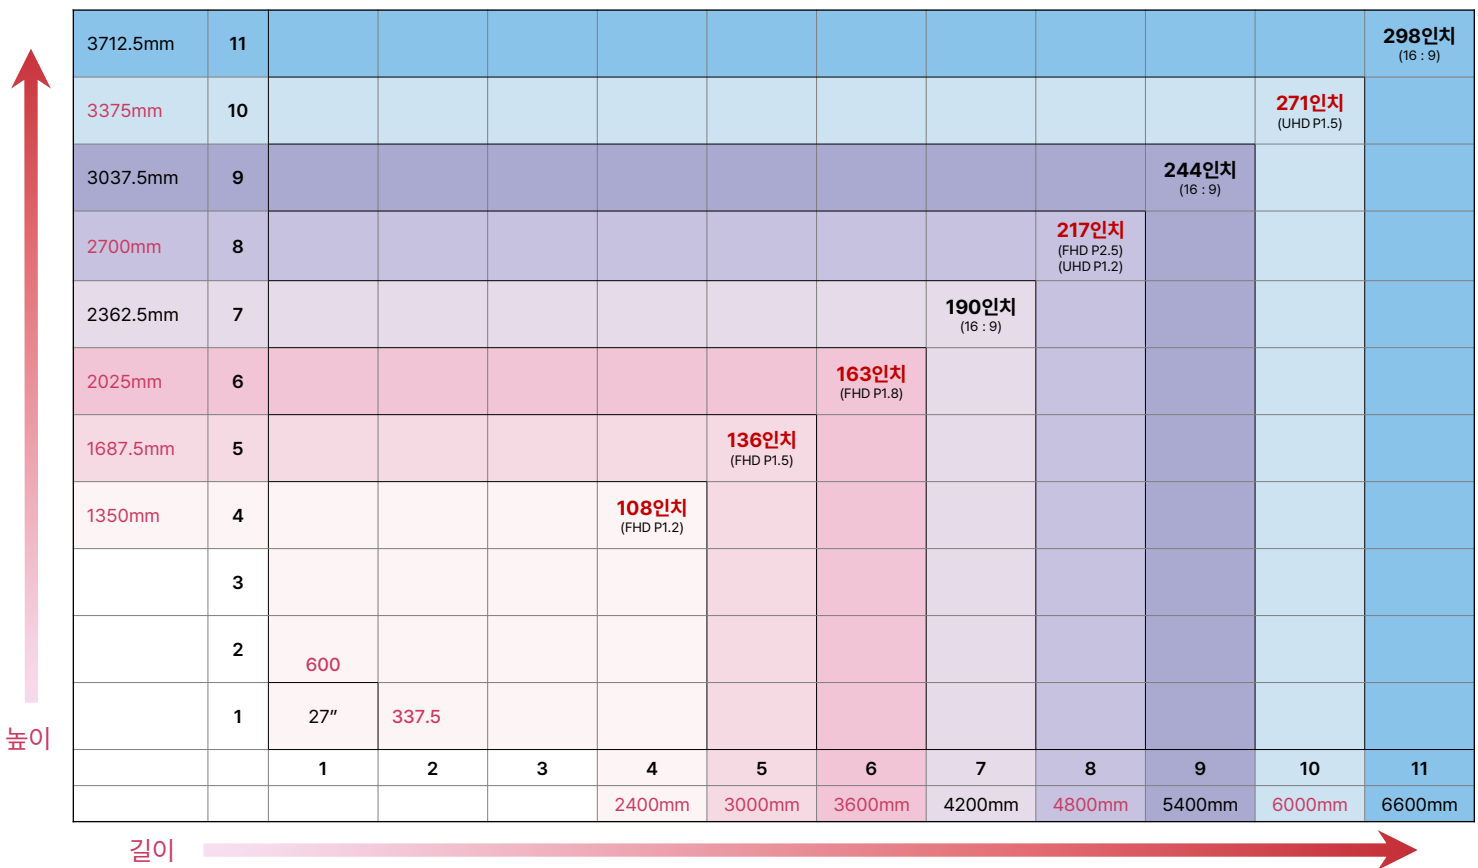 3712.5mm 11 298인치
(16 : 9)
3375mm 10 271인치
(UHD P1.5)
3037.5mm 9 244인치
(16 : 9)
2700mm 8 217인치
(FHD P2.5)
(UHD P1.2)
2362.5mm 7 190인치
(16 : 9)
2025mm 6 163인치
(FHD P1.8)
1687.5mm 5 136인치
(FHD P1.5)
1350mm 4 108인치
(FHD P1.2)
3
2
600
1 27” 337.5
높이
1 2 3 4 5 6 7 8 9 10 11
2400mm 3000mm 3600mm 4200mm 4800mm 5400mm 6000mm 6600mm
길이